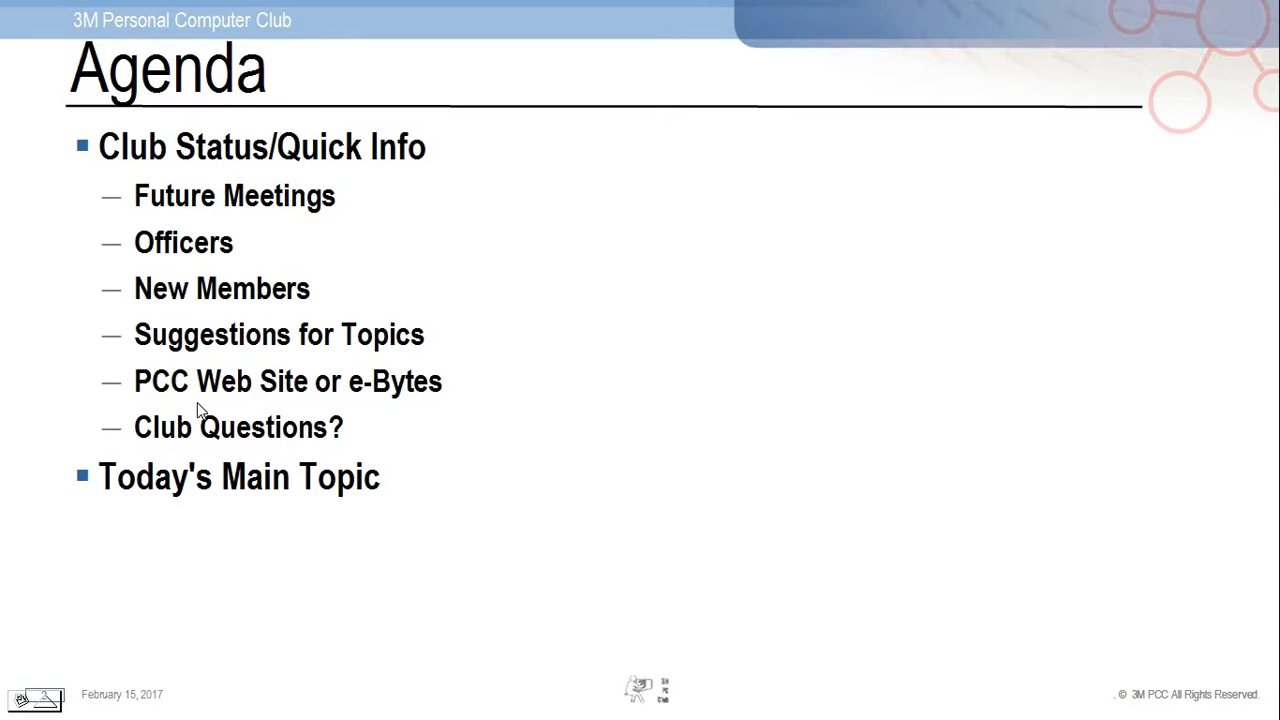 3M Personal Computer Club
Agenda
Club Status/Quick Info
— Future Meetings
— Officers
— New Members
— Suggestions for Topics
— PCC Web Site or e-Bytes
— Club Questions?
Today's Main Topic
February 15, 2017
. © 3M PCC All Rights Reserved.